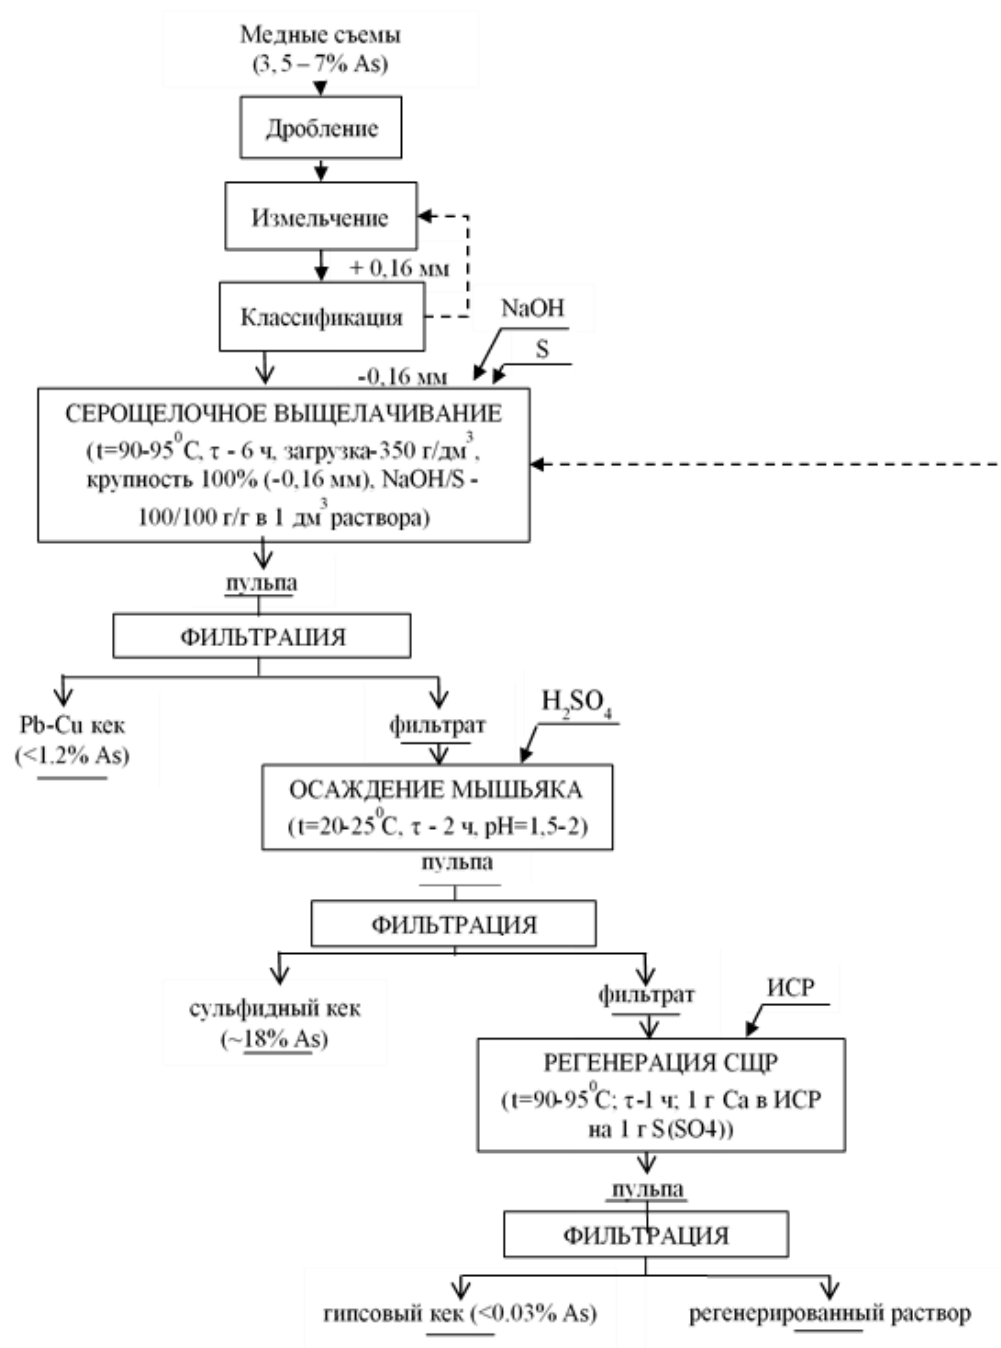 Медные съемы
(3,5 – 7% As)
Дробление
Измельчение
+ 0,16 мм
Классификация
NaOH
S
-0,16 мм
СЕРОЩЕЛОЧНОЕ ВЫЩЕЛАЧИВАНИЕ
(t=90-95⁰C, τ - 6 ч, загрузка-350 г/дм³,
крупность 100% (-0,16 мм), NaOH/S -
100/100 г/г в 1 дм³ раствора)
пульпа
ФИЛЬТРАЦИЯ
Pb-Cu кек
(<1.2% As)
фильтрат
H₂SO₄
ОСАЖДЕНИЕ МЫШЬЯКА
(t=20-25⁰C, τ - 2 ч, pH=1,5-2)
пульпа
ФИЛЬТРАЦИЯ
сульфидный кек
(~18% As)
фильтрат
ИСР
РЕГЕНЕРАЦИЯ СЩР
(t=90-95⁰C; τ-1 ч; 1 г Ca в ИСР
на 1 г S(SO4))
пульпа
ФИЛЬТРАЦИЯ
гипсовый кек (<0.03% As)
регенерированный раствор